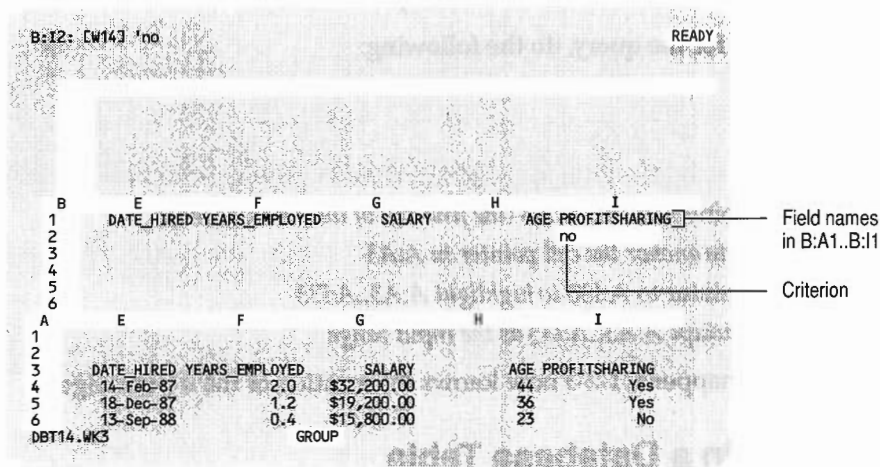 B:I2: [W14] 'no READY
B E F G H I
1 DATE_HIRED YEARS_EMPLOYED SALARY AGE PROFITSHARING
2 no
3
4
5
6
Field names
in B:A1..B:I1
Criterion
A E F G H I
1
2
3 DATE_HIRED YEARS_EMPLOYED SALARY AGE PROFITSHARING
4 14-Feb-87 2.0 $32,200.00 44 Yes
5 18-Dec-87 1.2 $19,200.00 36 Yes
6 13-Sep-88 0.4 $15,800.00 23 No
DBT14.WK3 GROUP